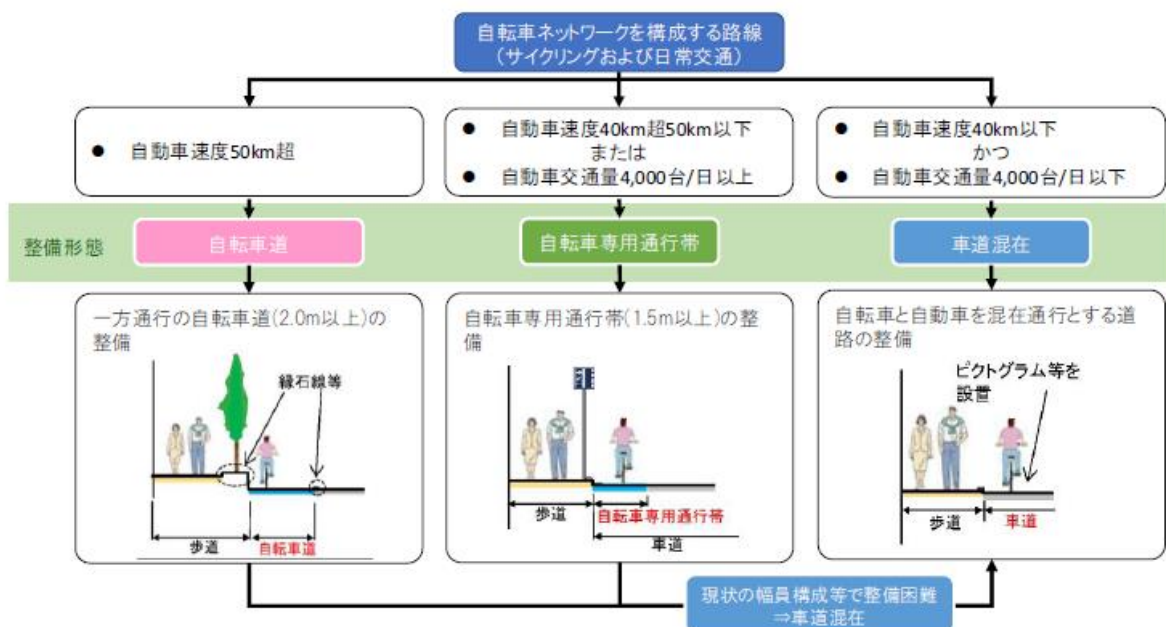 自転車ネットワークを構成する路線
（サイクリングおよび日常交通）
● 自動車速度50km超
● 自動車速度40km超50km以下
または
● 自動車交通量4,000台/日以上
● 自動車速度40km以下
かつ
● 自動車交通量4,000台/日以下
整備形態
自転車道
自転車専用通行帯
車道混在
一方通行の自転車道(2.0m以上)の
整備
縁石線等
歩道
自転車道
自転車専用通行帯(1.5m以上)の整
備
歩道
自転車専用通行帯
車道
自転車と自動車を混在通行とする道
路の整備
ピクトグラム等を
設置
歩道
車道
現状の幅員構成等で整備困難
⇒車道混在